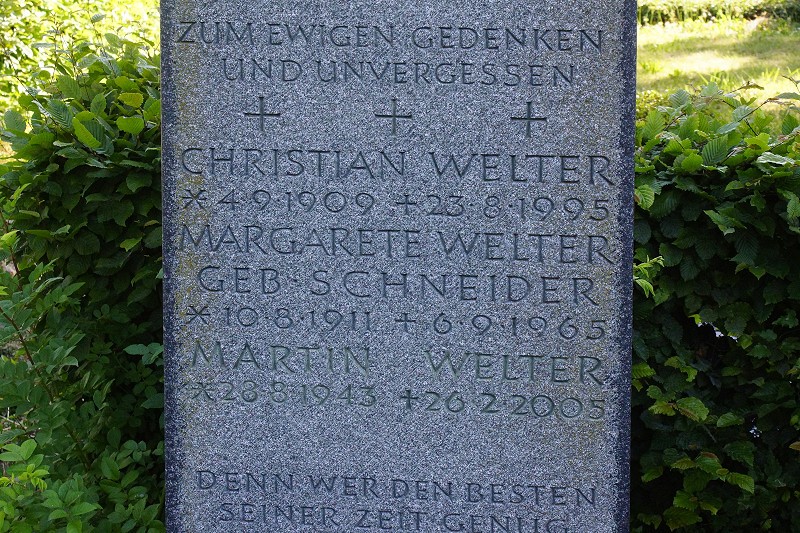 ZUM EWIGEN GEDENKEN
UND UNVERGESSEN
CHRISTIAN WELTER
* 4·9·1909 + 23·8·1995
MARGARETE WELTER
GEB·SCHNEIDER
* 10·8·1911 + 6·9·1965
MARTIN WELTER
* 28·8·1943 + 26·2·2005
DENN WER DEN BESTEN
SEINER ZEIT GENUG